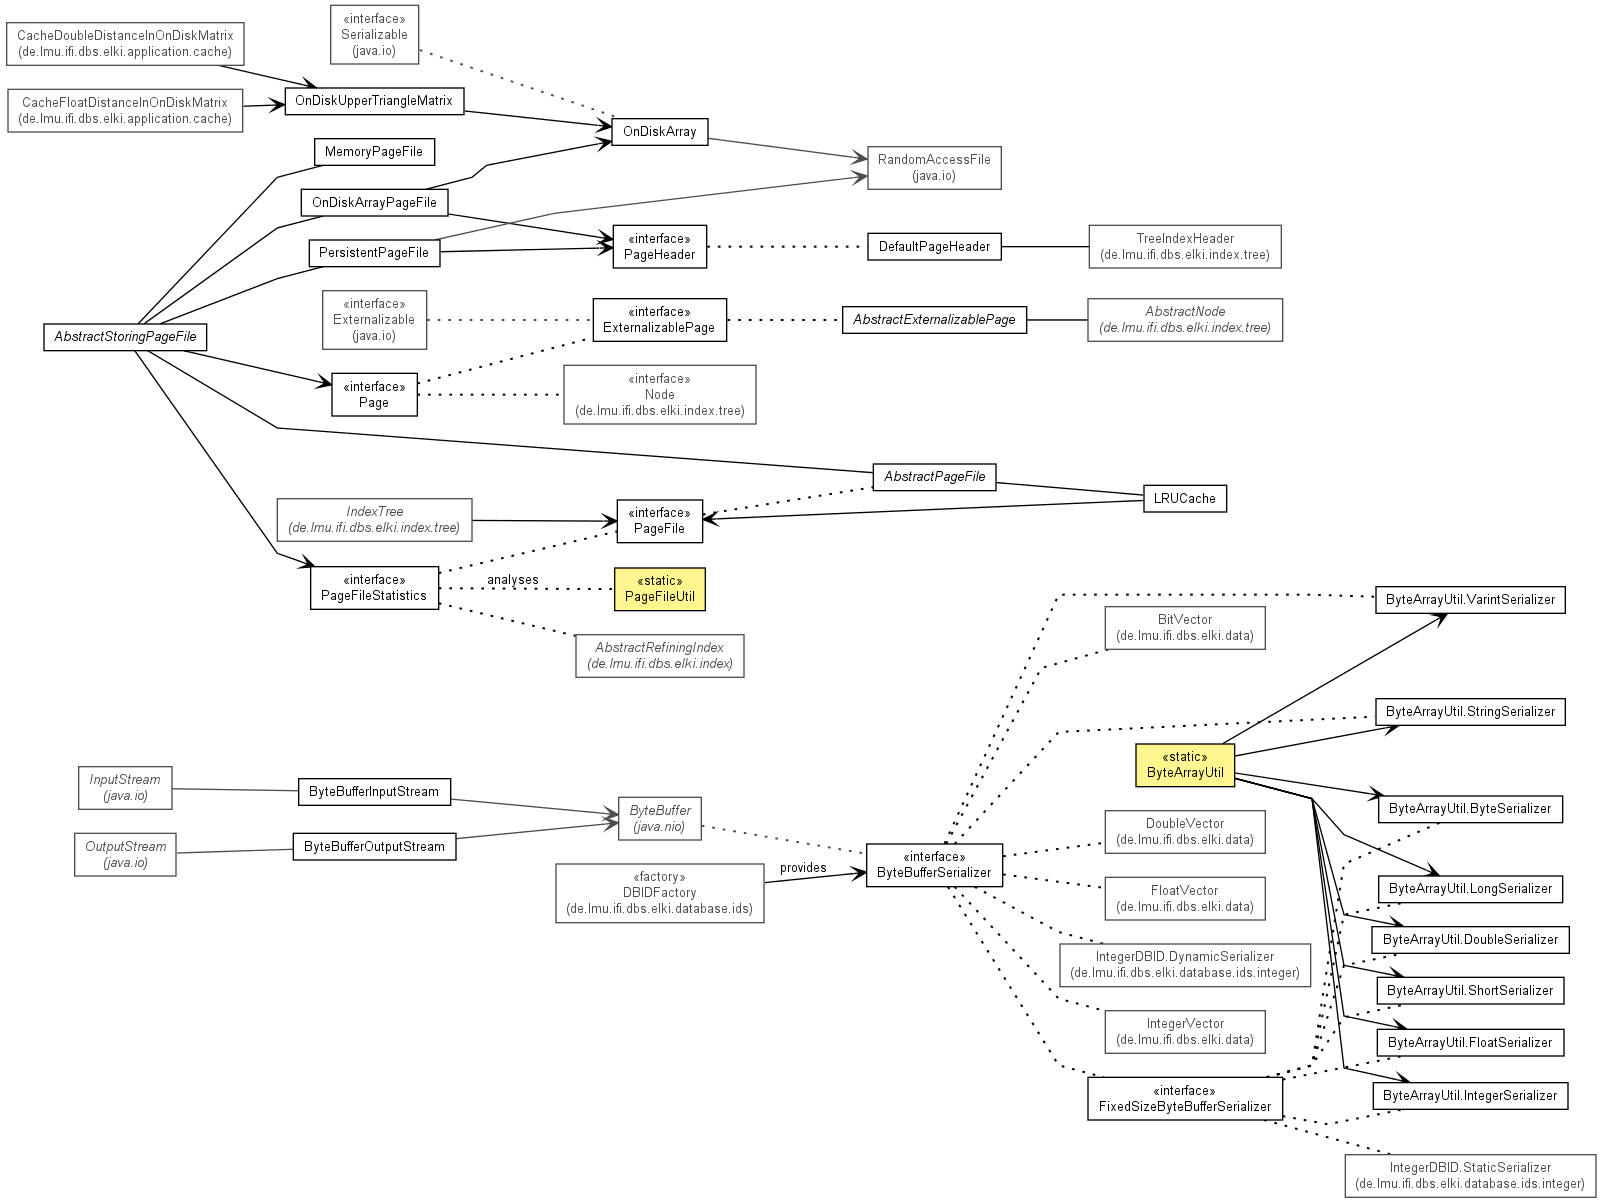 «interface»
Serializable
(java.io)
CacheDoubleDistanceInOnDiskMatrix
(de.lmu.ifi.dbs.elki.application.cache)
CacheFloatDistanceInOnDiskMatrix
(de.lmu.ifi.dbs.elki.application.cache)
OnDiskUpperTriangleMatrix
OnDiskArray
MemoryPageFile
RandomAccessFile
(java.io)
OnDiskArrayPageFile
PersistentPageFile
«interface»
PageHeader
DefaultPageHeader
TreeIndexHeader
(de.lmu.ifi.dbs.elki.index.tree)
AbstractStoringPageFile
«interface»
Externalizable
(java.io)
«interface»
ExternalizablePage
AbstractExternalizablePage
AbstractNode
(de.lmu.ifi.dbs.elki.index.tree)
«interface»
Page
«interface»
Node
(de.lmu.ifi.dbs.elki.index.tree)
AbstractPageFile
LRUCache
IndexTree
(de.lmu.ifi.dbs.elki.index.tree)
«interface»
PageFile
«interface»
PageFileStatistics
analyses
«static»
PageFileUtil
AbstractRefiningIndex
(de.lmu.ifi.dbs.elki.index)
ByteArrayUtil.VarintSerializer
BitVector
(de.lmu.ifi.dbs.elki.data)
ByteArrayUtil.StringSerializer
«static»
ByteArrayUtil
InputStream
(java.io)
ByteBufferInputStream
ByteBuffer
(java.nio)
ByteArrayUtil.ByteSerializer
OutputStream
(java.io)
ByteBufferOutputStream
DoubleVector
(de.lmu.ifi.dbs.elki.data)
«interface»
ByteBufferSerializer
provides
«factory»
DBIDFactory
(de.lmu.ifi.dbs.elki.database.ids)
FloatVector
(de.lmu.ifi.dbs.elki.data)
ByteArrayUtil.LongSerializer
ByteArrayUtil.DoubleSerializer
IntegerDBID.DynamicSerializer
(de.lmu.ifi.dbs.elki.database.ids.integer)
ByteArrayUtil.ShortSerializer
IntegerVector
(de.lmu.ifi.dbs.elki.data)
ByteArrayUtil.FloatSerializer
«interface»
FixedSizeByteBufferSerializer
ByteArrayUtil.IntegerSerializer
IntegerDBID.StaticSerializer
(de.lmu.ifi.dbs.elki.database.ids.integer)